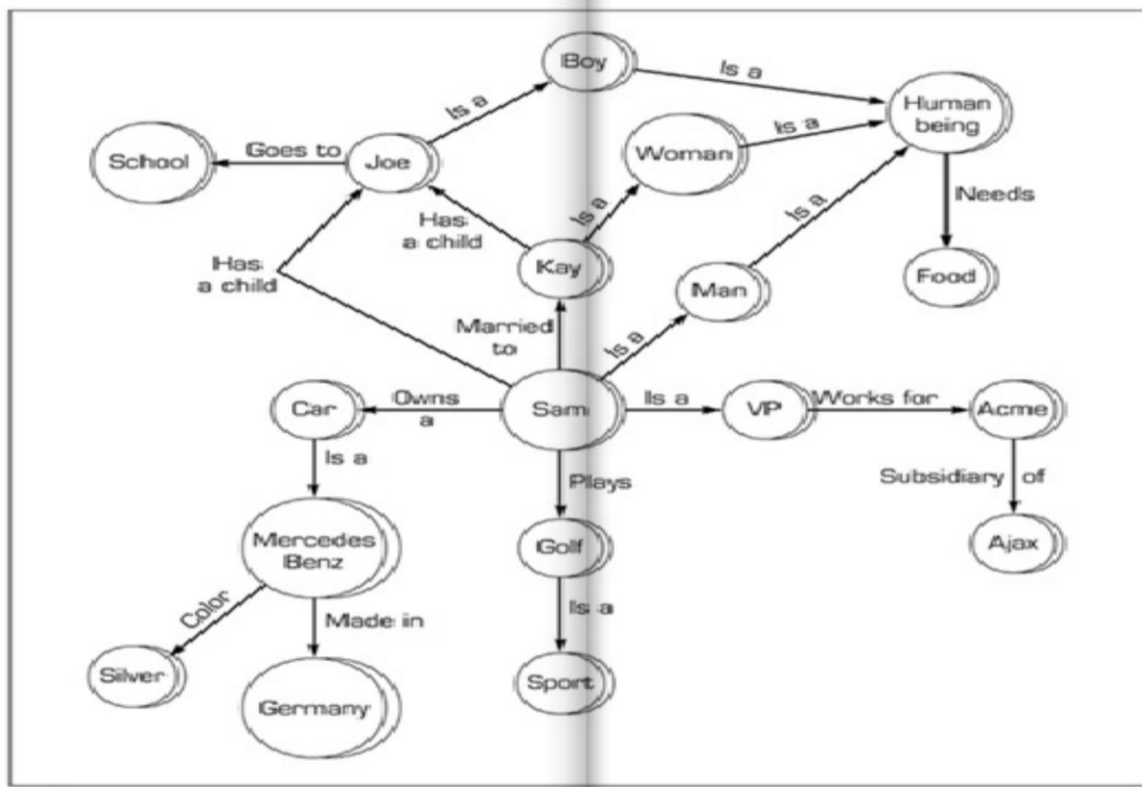 Boy
Is a
Human
being
Is a
Woman
Is a
School
Goes to
Joe
Is a
Needs
Has
a child
Is a
Has
a child
Kay
Man
Food
Married
to
Is a
Car
Owns
a
Sam
Is a
VP
Works for
Acme
Is a
Plays
Subsidiary of
Mercedes
Benz
Golf
Ajax
Color
Made in
Is a
Silver
Germany
Sport